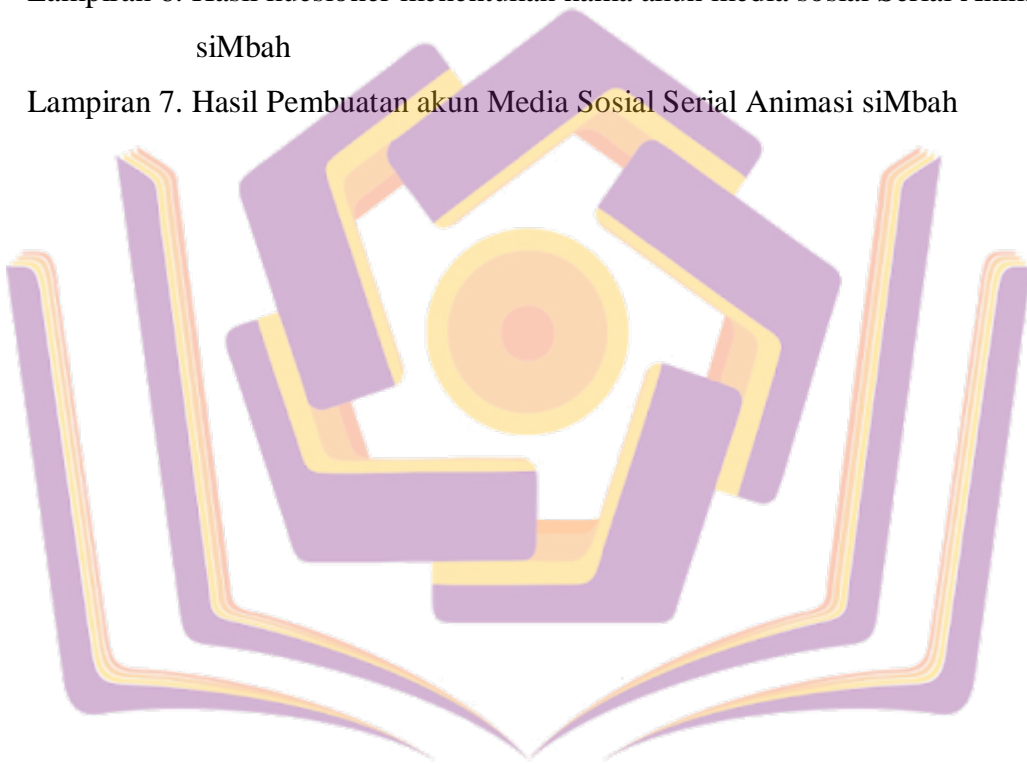 Lampiran 6. Hasil kuesioner menentukan nama akun media sosial Serial
siMbah
Lampiran 7. Hasil Pembuatan akun Media Sosial Serial Animasi siMbah